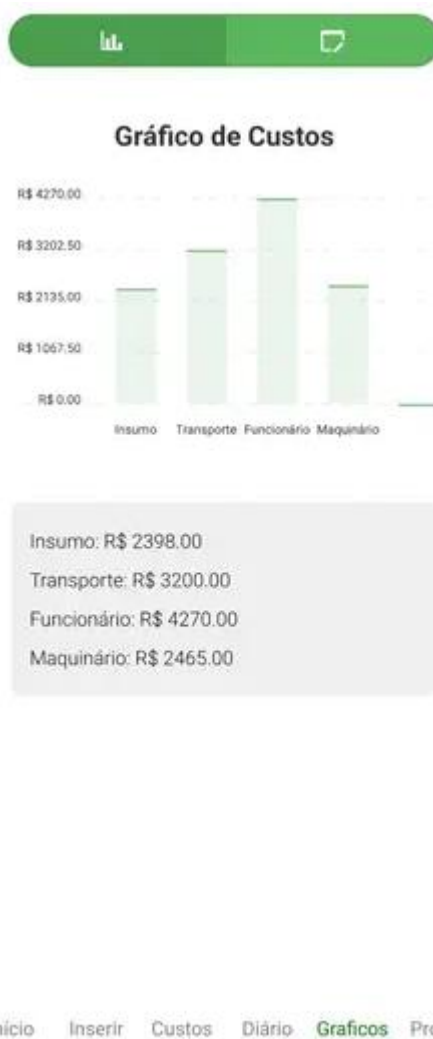 Gráfico de Custos
R$ 4270.00
R$ 3202.50
R$ 2135.00
R$ 1067.50
R$ 0.00
Insumo Transporte Funcionário Maquinário
Insumo: R$ 2398.00
Transporte: R$ 3200.00
Funcionário: R$ 4270.00
Maquinário: R$ 2465.00
Inserir Custos Diário Graficos